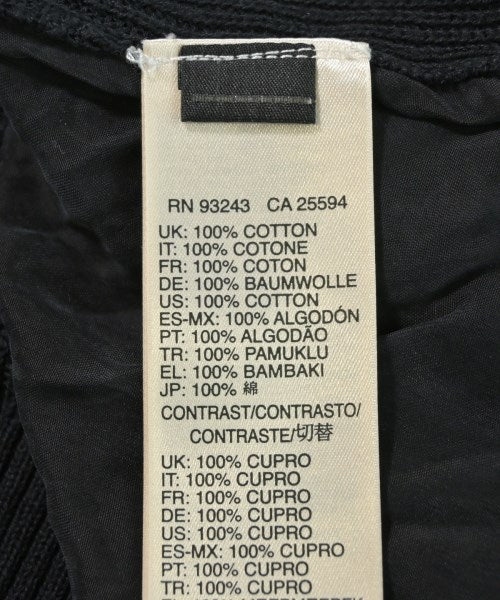 RN 93243 CA 25594
UK: 100% COTTON
IT: 100% COTONE
FR: 100% COTON
DE: 100% BAUMWOLLE
US: 100% COTTON
ES-MX: 100% ALGODÓN
PT: 100% ALGODÃO
TR: 100% PAMUKLU
EL: 100% BAMBAKI
JP: 100% 綿
CONTRAST/CONTRASTO/
CONTRASTE/切替
UK: 100% CUPRO
IT: 100% CUPRO
FR: 100% CUPRO
DE: 100% CUPRO
US: 100% CUPRO
ES-MX: 100% CUPRO
PT: 100% CUPRO
TR: 100% CUPRO